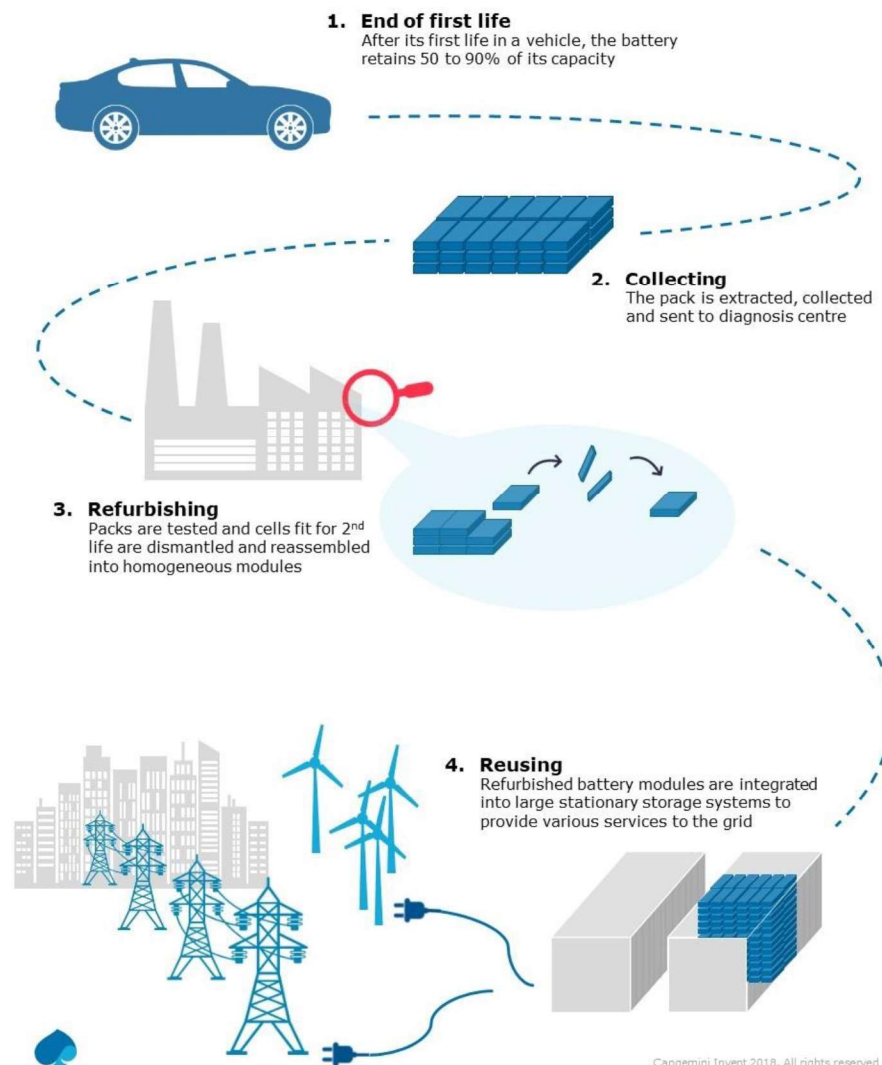 1. End of first life
After its first life in a vehicle, the battery
retains 50 to 90% of its capacity
2. Collecting
The pack is extracted, collected
and sent to diagnosis centre
3. Refurbishing
Packs are tested and cells fit for 2nd
life are dismantled and reassembled
into homogeneous modules
4. Reusing
Refurbished battery modules are integrated
into large stationary storage systems to
provide various services to the grid
Capgemini Invent 2018. All rights reserved